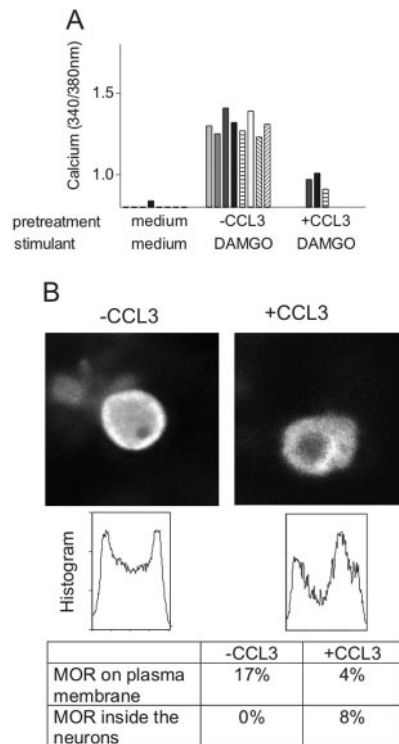 A
Calcium (340/380nm)
1.5
1.0
pretreatment medium -CCL3 +CCL3
stimulant medium DAMGO DAMGO
B
-CCL3 +CCL3
Histogram
-CCL3 +CCL3
MOR on plasma membrane 17% 4%
MOR inside the neurons 0% 8%